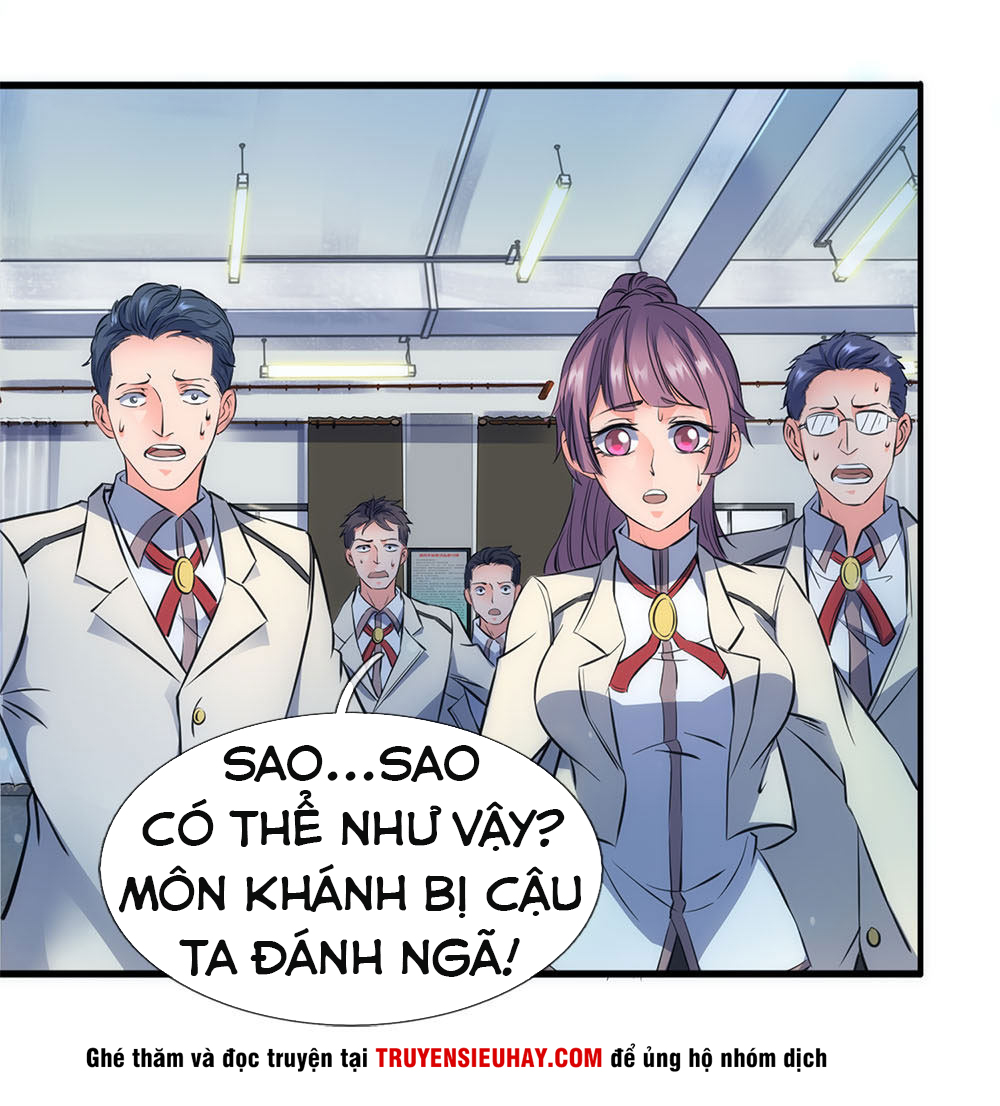 SAO...SAO
CÓ THỂ NHƯ VẬY?
MÔN KHÁNH BỊ CẬU
TA ĐÁNH NGÃ!
Ghé thăm và đọc truyện tại TRUYENSIEUHAY.COM để ủng hộ nhóm dịch